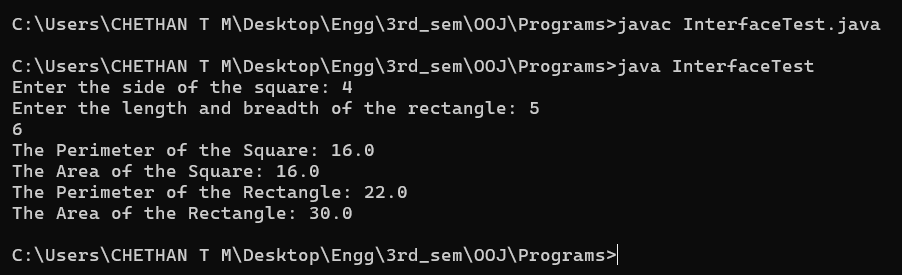 C:\Users\CHETHAN T M\Desktop\Engg\3rd_sem\OOJ\Programs>javac InterfaceTest.java
C:\Users\CHETHAN T M\Desktop\Engg\3rd_sem\OOJ\Programs>java InterfaceTest
Enter the side of the square: 4
Enter the length and breadth of the rectangle: 5
6
The Perimeter of the Square: 16.0
The Area of the Square: 16.0
The Perimeter of the Rectangle: 22.0
The Area of the Rectangle: 30.0
C:\Users\CHETHAN T M\Desktop\Engg\3rd_sem\OOJ\Programs>